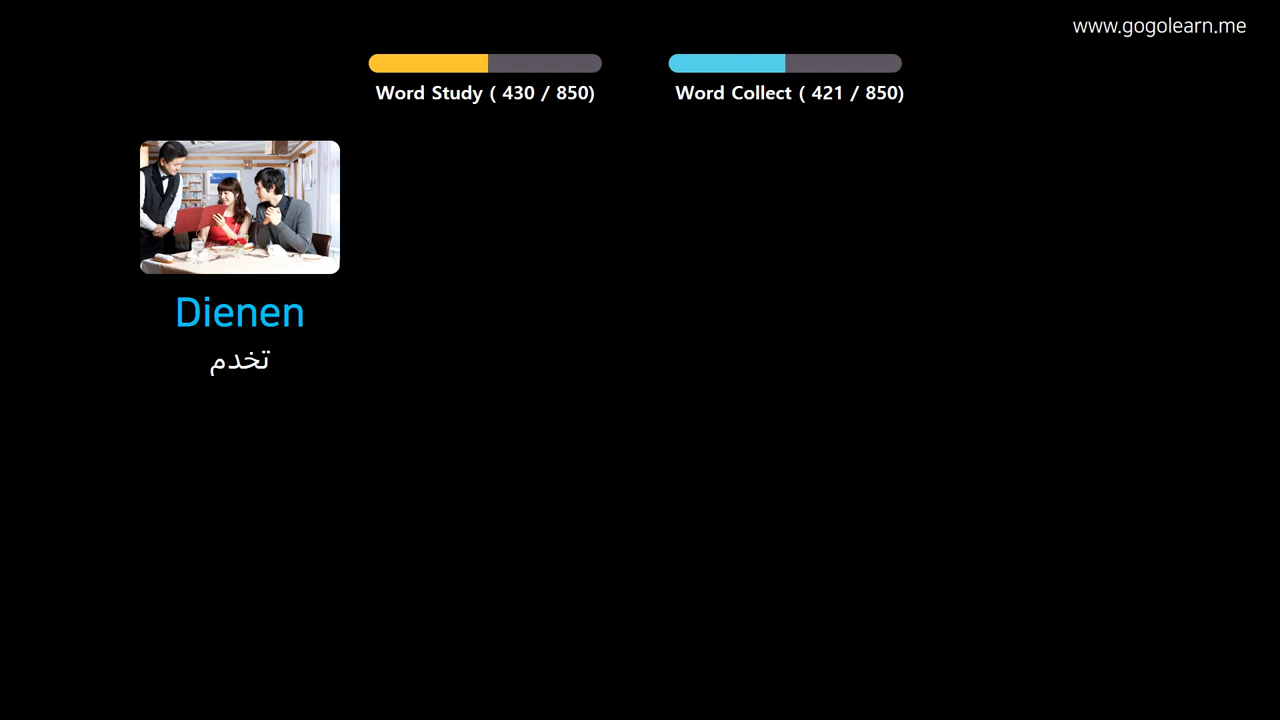 www.gogolearn.me
Word Study ( 430 / 850)
Word Collect ( 421 / 850)
Dienen
تخدم